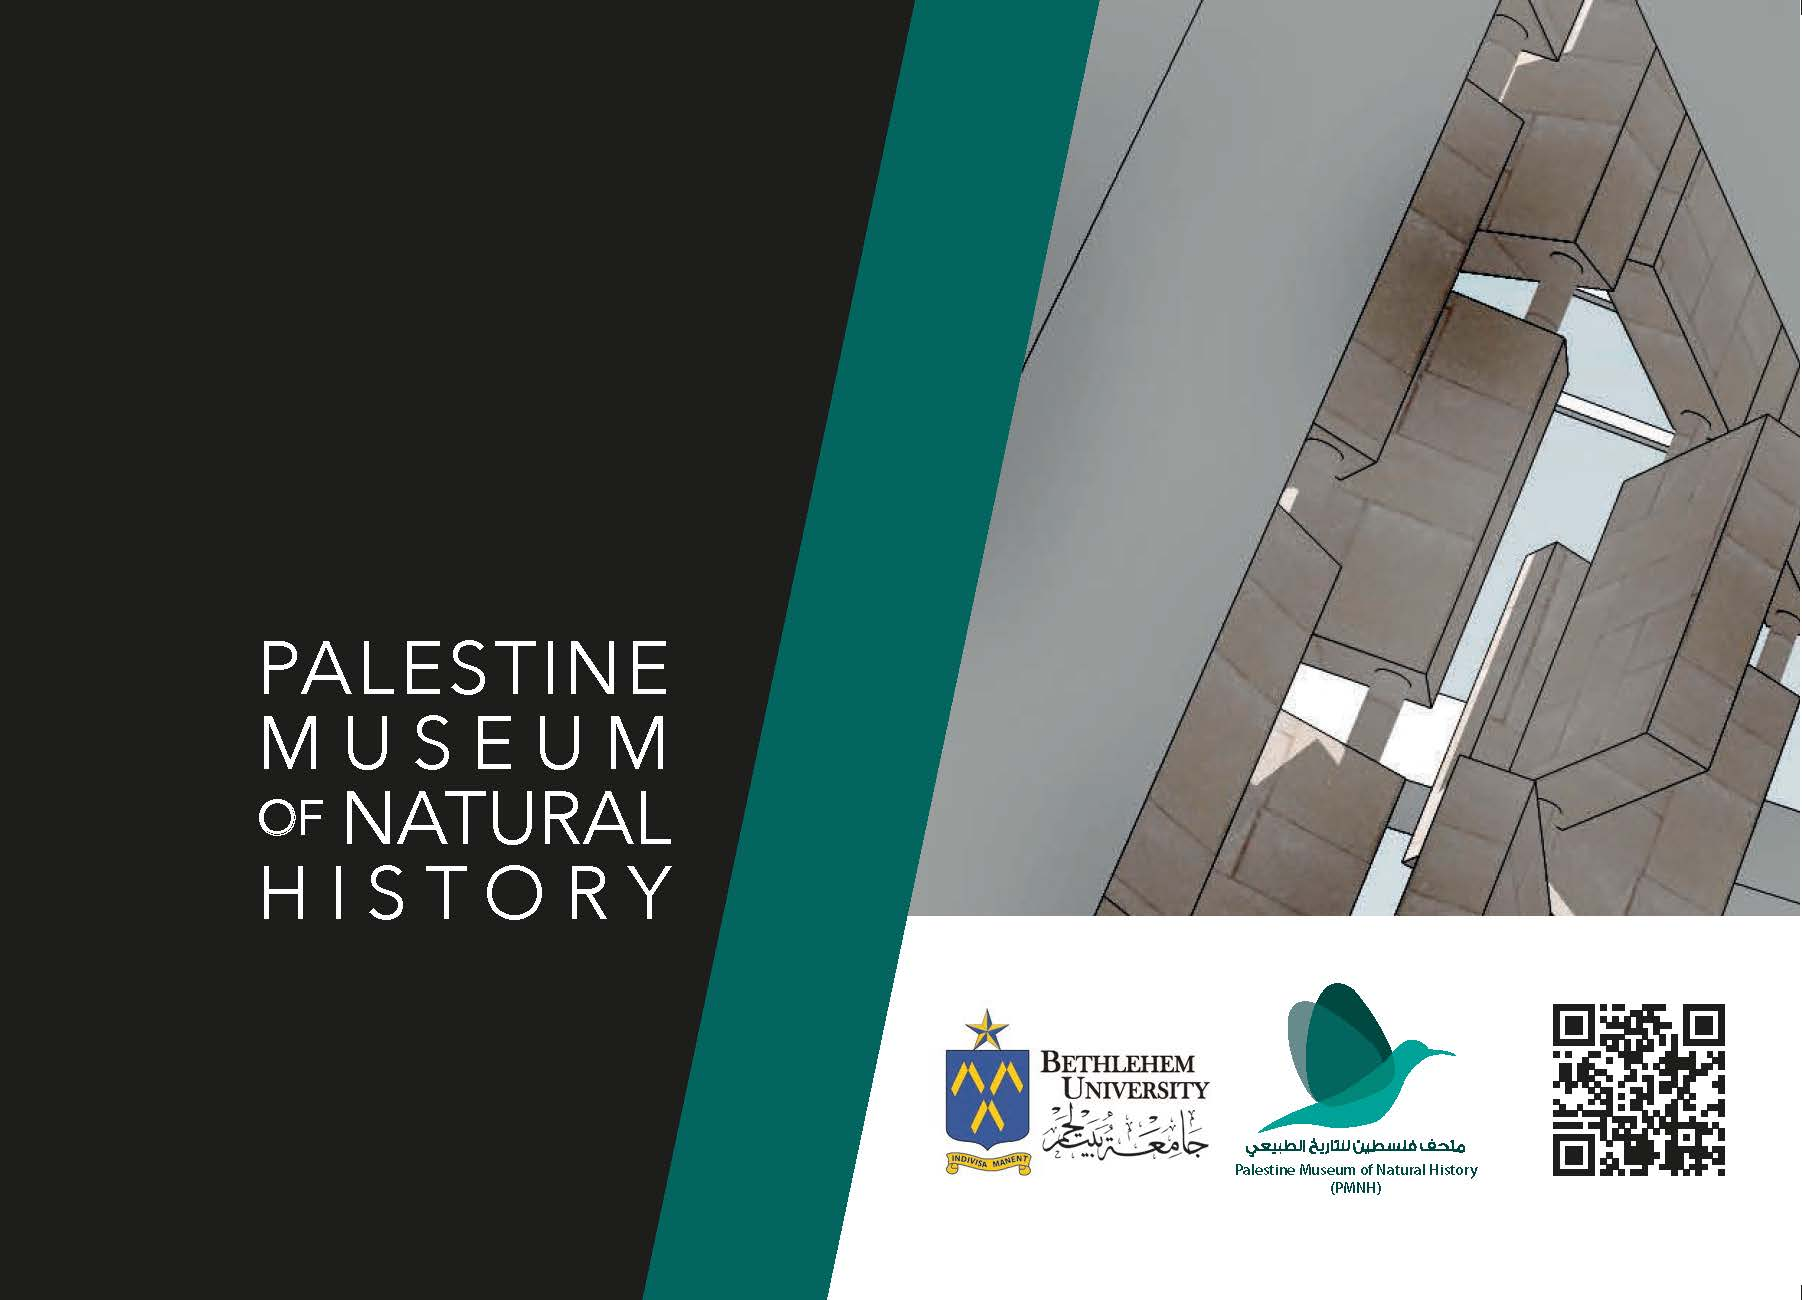 PALESTINE
MUSEUM
OF NATURAL
HISTORY
BETHLEHEM
UNIVERSITY
جامعة بيت لحم
INDIVISA MANENT
متحف فلسطين للتاريخ الطبيعي
Palestine Museum of Natural History
(PMNH)